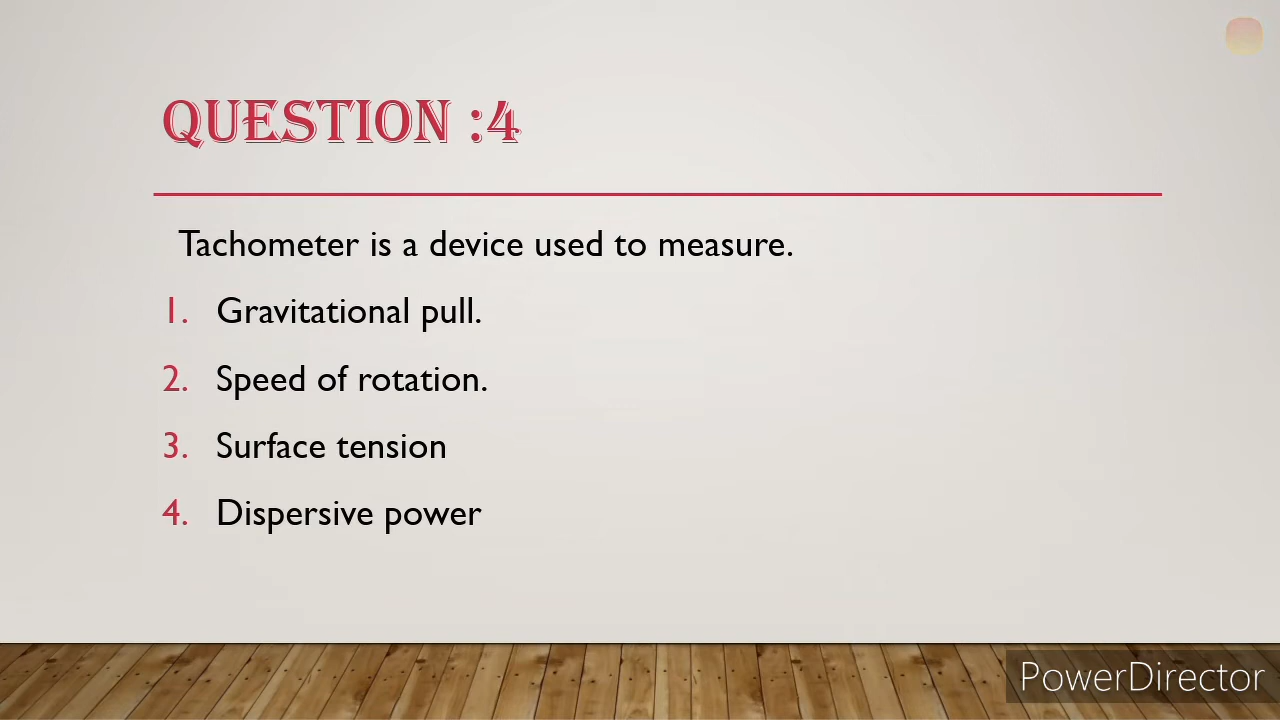 QUESTION :4
Tachometer is a device used to measure.
1. Gravitational pull.
2. Speed of rotation.
3. Surface tension
4. Dispersive power
PowerDirector